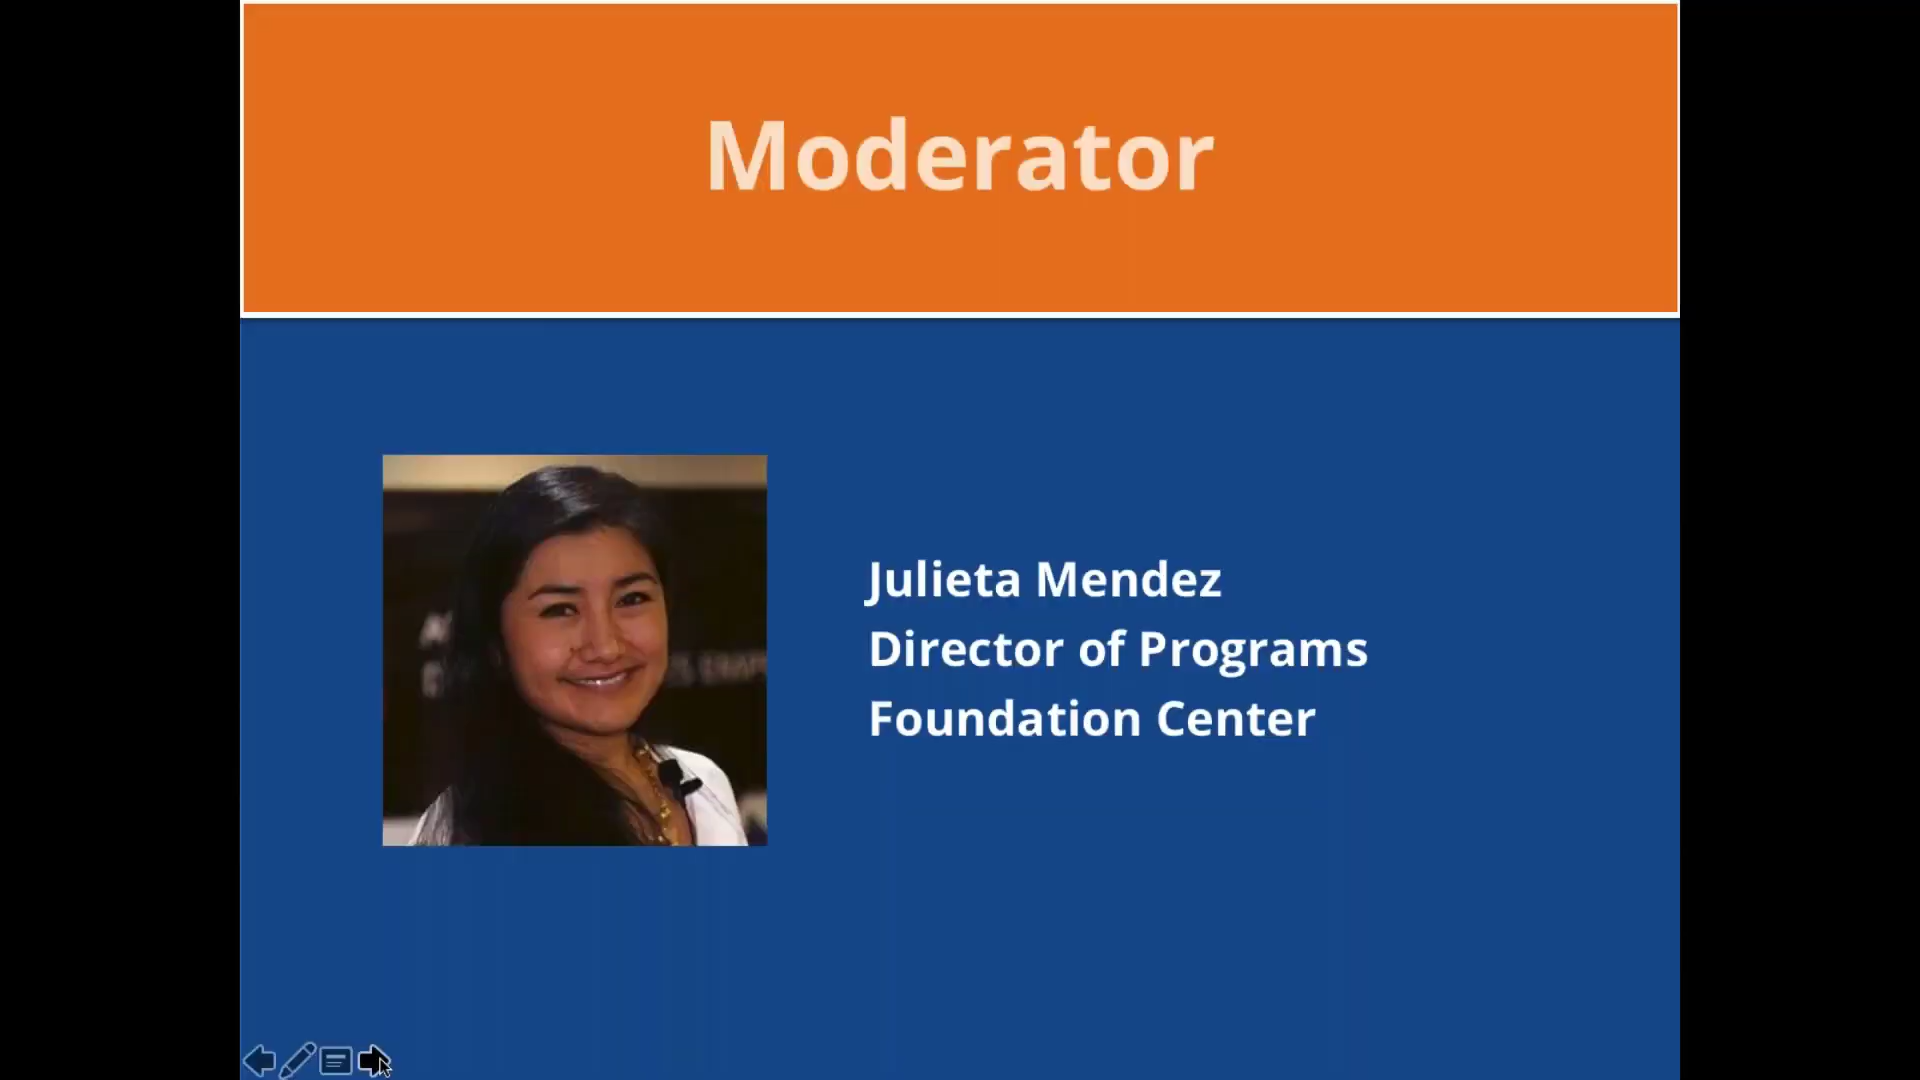 Moderator
Julieta Mendez
Director of Programs
Foundation Center